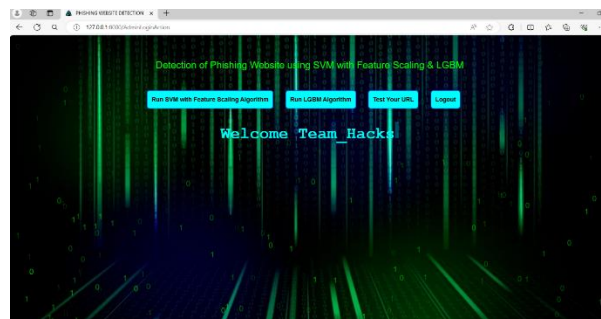 PHISHING WEBSITE DETECTION
127.0.0.1:8000/AdminLoginAction
Detection of Phishing Website using SVM with Feature Scaling & LGBM
Run SVM with Feature Scaling Algorithm Run LGBM Algorithm Test Your URL Logout
Welcome Team_Hacks